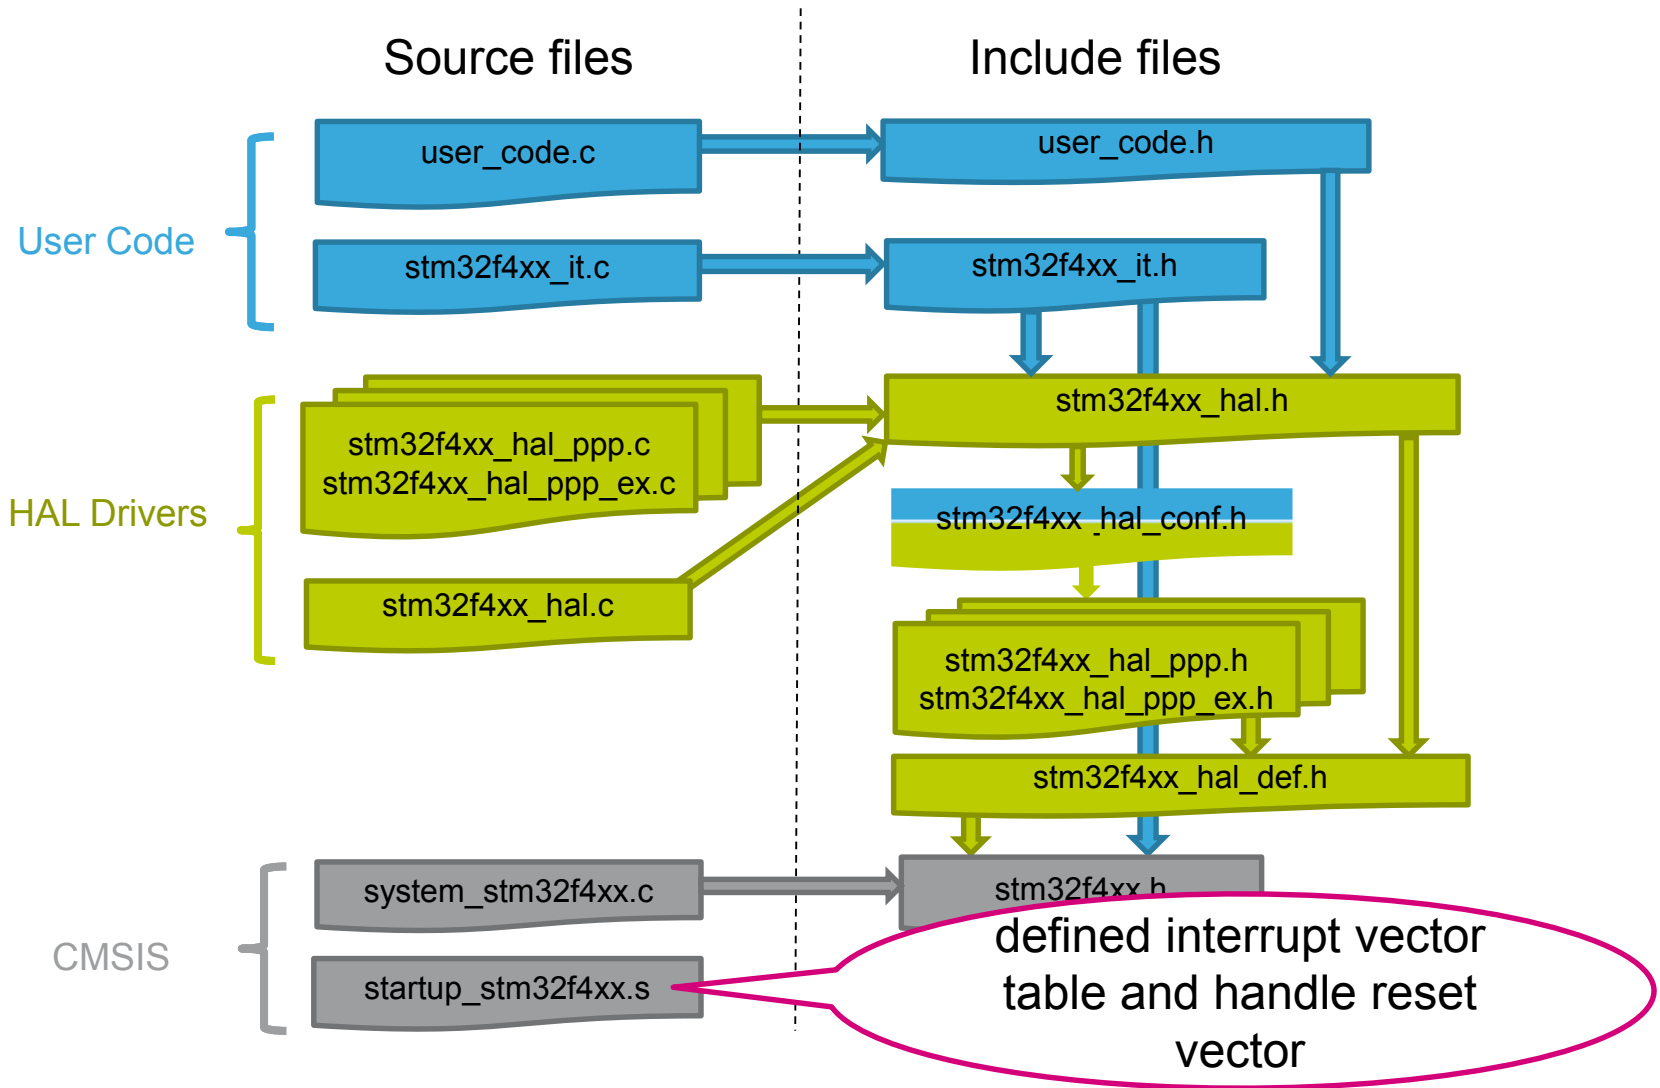 Source files
Include files
user_code.c
user_code.h
User Code
stm32f4xx_it.c
stm32f4xx_it.h
stm32f4xx_hal.h
stm32f4xx_hal_ppp.c
stm32f4xx_hal_ppp_ex.c
HAL Drivers
stm32f4xx_hal_conf.h
stm32f4xx_hal.c
stm32f4xx_hal_ppp.h
stm32f4xx_hal_ppp_ex.h
stm32f4xx_hal_def.h
system_stm32f4xx.c
stm32f4xx.h
CMSIS
startup_stm32f4xx.s
defined interrupt vector
table and handle reset
vector